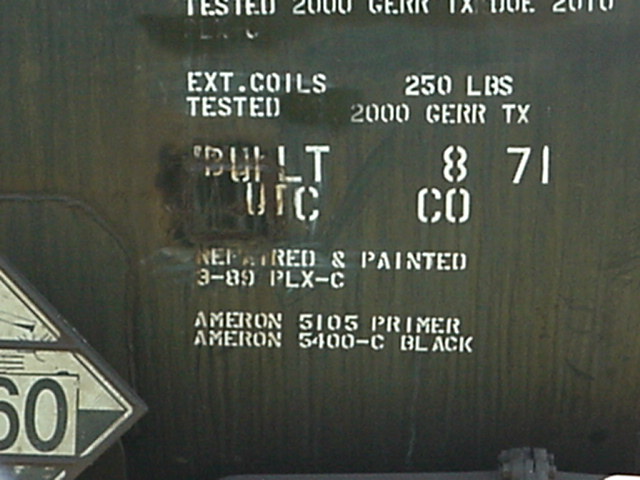 TESTED 2000 GERR TX DUE 2010
PLX C
EXT. COILS 250 LBS
TESTED 2000 GERR TX
BUILT 8 71
UTC CO
REPAIRED & PAINTED
3-89 PLX-C
AMERON 5105 PRIMER
AMERON 5400-C BLACK
60